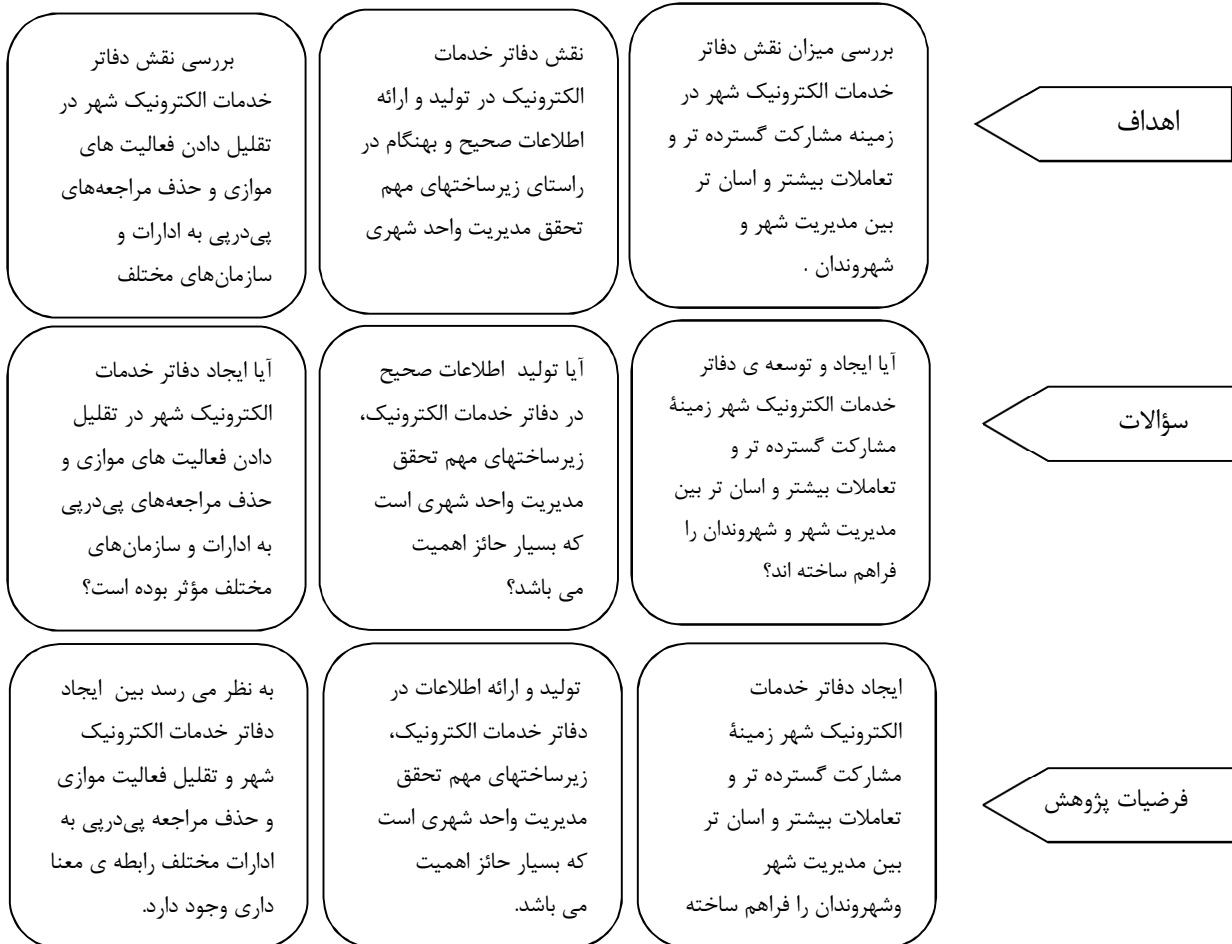 اهداف
بررسی میزان نقش دفاتر
خدمات الکترونیک شهر در
زمینه مشارکت گسترده تر و
تعاملات بیشتر و اسان تر
بین مدیریت شهر و
شهروندان .
نقش دفاتر خدمات
الکترونیک در تولید و ارائه
اطلاعات صحیح و بهنگام در
راستای زیرساختهای مهم
تحقق مدیریت واحد شهری
بررسی نقش دفاتر
خدمات الکترونیک شهر در
تقلیل دادن فعالیت های
موازی و حذف مراجعه‌های
پی‌درپی به ادارات و
سازمان‌های مختلف
سؤالات
آیا ایجاد و توسعه ی دفاتر
خدمات الکترونیک شهر زمینۀ
مشارکت گسترده تر و
تعاملات بیشتر و اسان تر بین
مدیریت شهر و شهروندان را
فراهم ساخته اند؟
آیا تولید اطلاعات صحیح
در دفاتر خدمات الکترونیک،
زیرساختهای مهم تحقق
مدیریت واحد شهری است
که بسیار حائز اهمیت
می باشد؟
آیا ایجاد دفاتر خدمات
الکترونیک شهر در تقلیل
دادن فعالیت های موازی و
حذف مراجعه‌های پی‌درپی
به ادارات و سازمان‌های
مختلف مؤثر بوده است؟
فرضیات پژوهش
ایجاد دفاتر خدمات
الکترونیک شهر زمینۀ
مشارکت گسترده تر و
تعاملات بیشتر و اسان تر
بین مدیریت شهر
وشهروندان را فراهم ساخته
تولید و ارائه اطلاعات در
دفاتر خدمات الکترونیک،
زیرساختهای مهم تحقق
مدیریت واحد شهری است
که بسیار حائز اهمیت
می باشد.
به نظر می رسد بین ایجاد
دفاتر خدمات الکترونیک
شهر و تقلیل فعالیت موازی
و حذف مراجعه پی‌درپی به
ادارات مختلف رابطه ی معنا
داری وجود دارد.